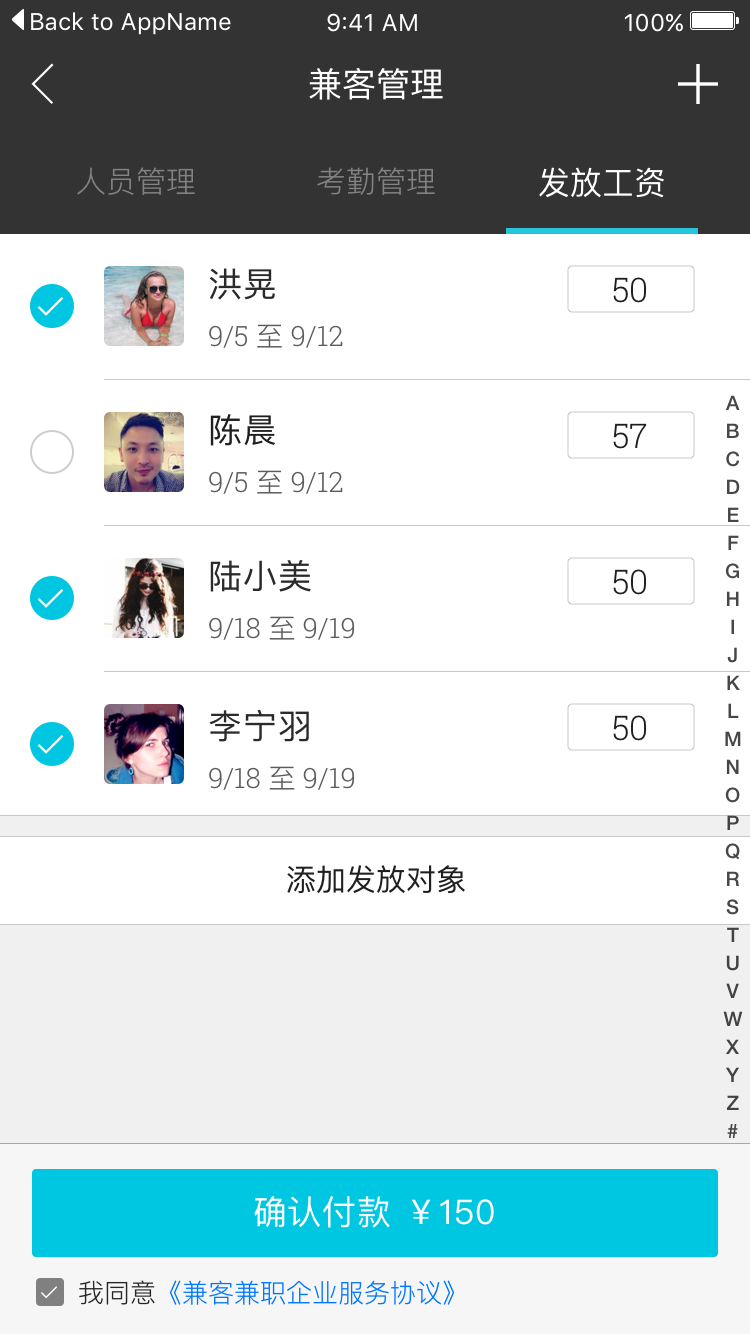 Back to AppName 9:41 AM 100%
兼客管理
人员管理 考勤管理 发放工资
洪晃 50
9/5 至 9/12
陈晨 57
9/5 至 9/12
陆小美 50
9/18 至 9/19
李宁羽 50
9/18 至 9/19
添加发放对象
A
B
C
D
E
F
G
H
I
J
K
L
M
N
O
P
Q
R
S
T
U
V
W
X
Y
Z
#
确认付款 ￥150
我同意《兼客兼职企业服务协议》